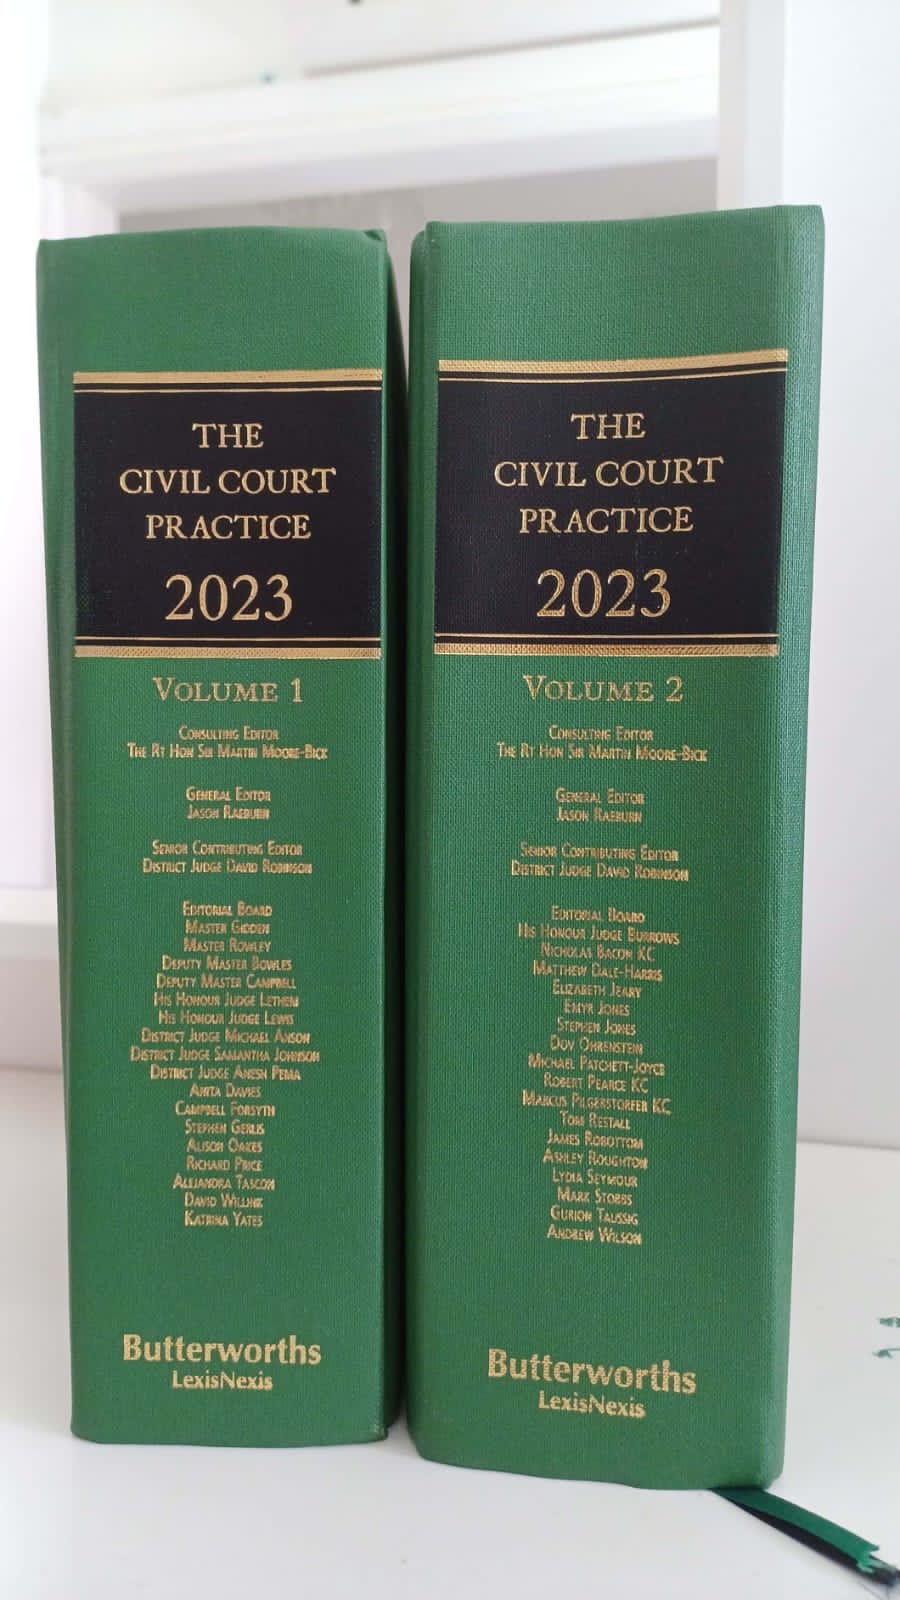 THE
CIVIL COURT
PRACTICE
2023
VOLUME 1
CONSULTING EDITOR
THE RT HON SIR MARTIN MOORE-BICK
GENERAL EDITOR
JASON RAEBURN
SENIOR CONTRIBUTING EDITOR
DISTRICT JUDGE DAVID ROBINSON
EDITORIAL BOARD
MASTER GIDDEN
MASTER ROWLEY
DEPUTY MASTER BOWLES
DEPUTY MASTER CAMPBELL
HIS HONOUR JUDGE LETHEM
HIS HONOUR JUDGE LEWIS
DISTRICT JUDGE MICHAEL ANSON
DISTRICT JUDGE SAMANTHA JOHNSON
DISTRICT JUDGE ANESH PEMA
ANITA DAVIES
CAMPBELL FORSYTH
STEPHEN GERLIS
ALISON OAKES
RICHARD PRICE
ALEJANDRA TASCON
DAVID WILLINK
KATRINA YATES
Butterworths
LexisNexis
THE
CIVIL COURT
PRACTICE
2023
VOLUME 2
CONSULTING EDITOR
THE RT HON SIR MARTIN MOORE-BICK
GENERAL EDITOR
JASON RAEBURN
SENIOR CONTRIBUTING EDITOR
DISTRICT JUDGE DAVID ROBINSON
EDITORIAL BOARD
HIS HONOUR JUDGE BURROWS
NICHOLAS BACON KC
MATTHEW DALE-HARRIS
ELIZABETH JEARY
EMYR JONES
STEPHEN JONES
DOV OHRENSTEIN
MICHAEL PATCHETT-JOYCE
ROBERT PEARCE KC
MARCUS PILGERSTORFER KC
TOM RESTALL
JAMES ROBOTTOM
ASHLEY ROUGHTON
LYDIA SEYMOUR
MARK STOBBS
GURION TAUSSIG
ANDREW WILSON
Butterworths
LexisNexis